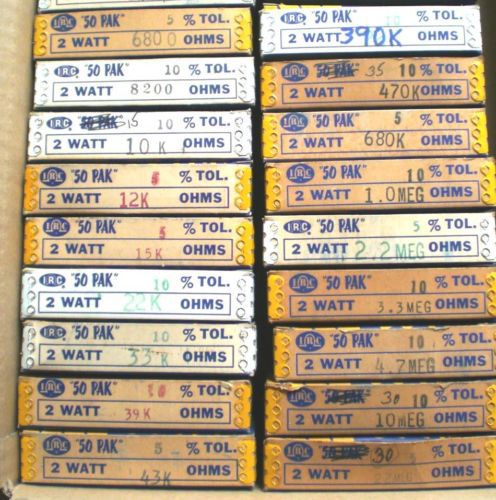 IRC "50 PAK" 5 % TOL.
2 WATT 6800 OHMS
I.R.C. "50 PAK" 10 % TOL.
2 WATT 8200 OHMS
IRC "50 PAK" 15 10 % TOL.
2 WATT 10K OHMS
IRC "50 PAK" 5 % TOL.
2 WATT 12K OHMS
IRC "50 PAK" 5 % TOL.
2 WATT 15K OHMS
I.R.C. "50 PAK" 10 % TOL.
2 WATT 22K OHMS
I.R.C. "50 PAK" 10 % TOL.
2 WATT 33K OHMS
IRC "50 PAK" 10 % TOL.
2 WATT 39K OHMS
IRC "50 PAK" 5 % TOL.
2 WATT 43K OHMS
I.R.C. "50 PAK" 10 % TOL.
2 WATT 390K OHMS
IRC "50 PAK" 35 10 % TOL.
2 WATT 470K OHMS
IRC "50 PAK" 5 % TOL.
2 WATT 680K OHMS
IRC "50 PAK" 10 % TOL.
2 WATT 1.0MEG OHMS
I.R.C. "50 PAK" 5 % TOL.
2 WATT 2.2MEG OHMS
IRC "50 PAK" 10 % TOL.
2 WATT 3.3MEG OHMS
IRC "50 PAK" 10 % TOL.
2 WATT 4.7MEG OHMS
IRC "50 PAK" 30 10 % TOL.
2 WATT 10MEG OHMS
IRC "50 PAK" 30 % TOL.
2 WATT OHMS